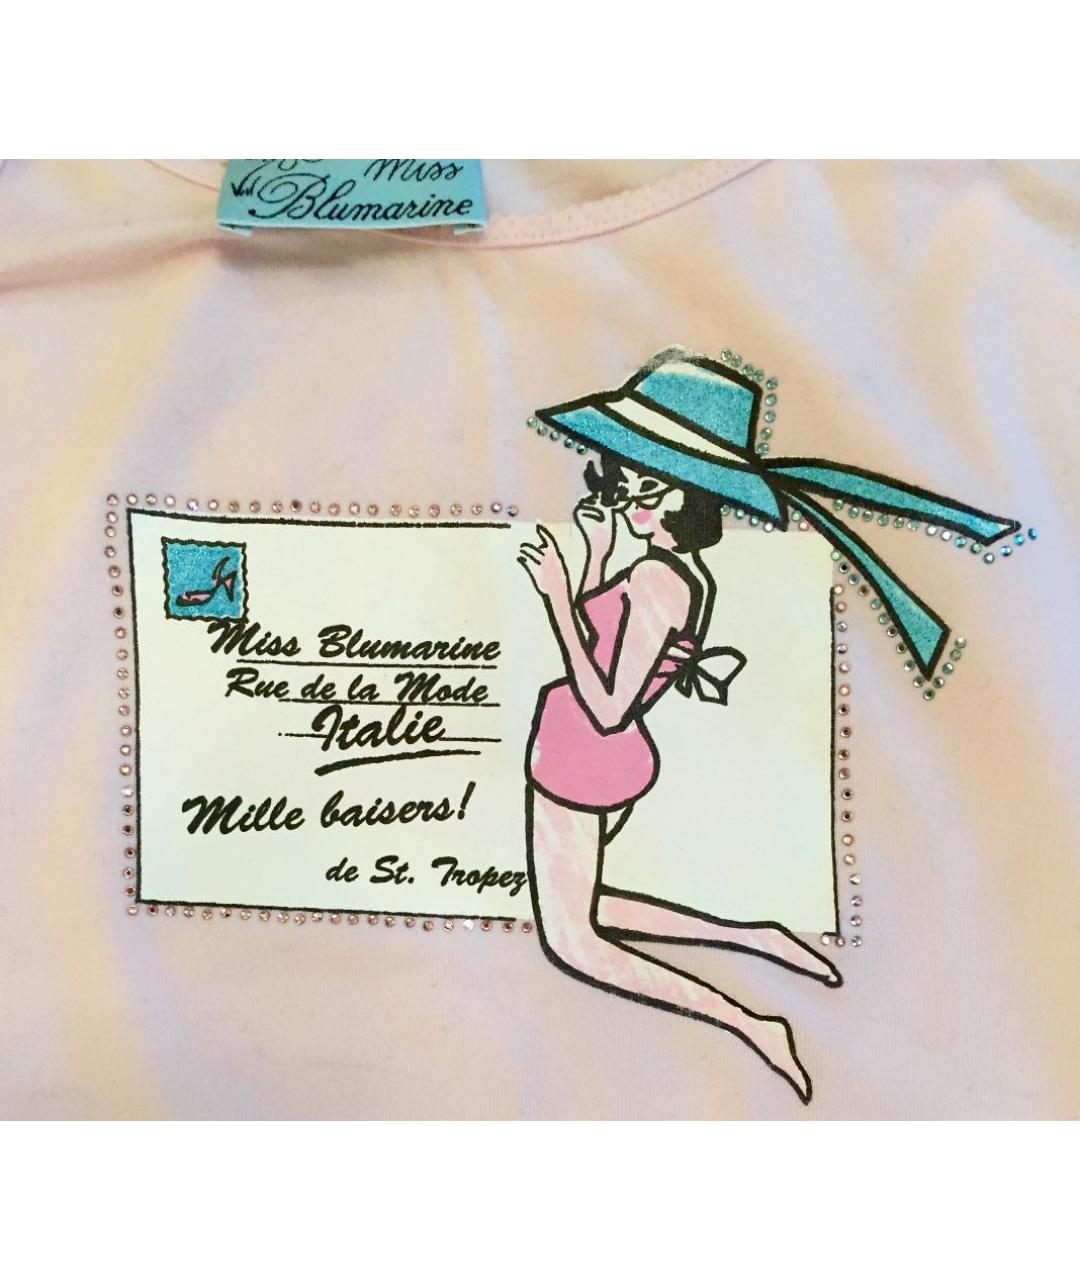 Miss
Blumarine
Miss Blumarine
Rue de la Mode
Italie
Mille baisers!
de St. Tropez